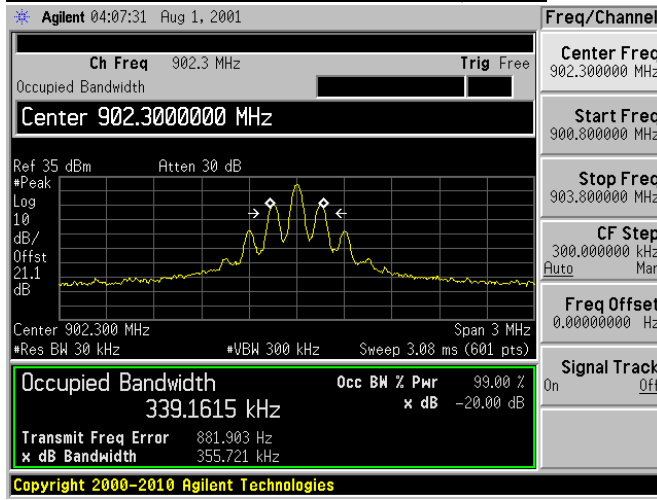 Agilent 04:07:31 Aug 1, 2001
Freq/Channel
Ch Freq 902.3 MHz Trig Free
Occupied Bandwidth
Center 902.3000000 MHz
Ref 35 dBm Atten 30 dB
#Peak
Log
10
dB/
Offst
21.1
dB
Center 902.300 MHz Span 3 MHz
#Res BW 30 kHz #VBW 300 kHz Sweep 3.08 ms (601 pts)
Occupied Bandwidth Occ BW % Pwr 99.00 %
339.1615 kHz x dB -20.00 dB
Transmit Freq Error 881.903 Hz
x dB Bandwidth 355.721 kHz
Copyright 2000-2010 Agilent Technologies
Center Freq
902.300000 MHz
Start Freq
900.800000 MHz
Stop Freq
903.800000 MHz
CF Step
300.000000 kHz
Auto Man
Freq Offset
0.00000000 Hz
Signal Track
On Off